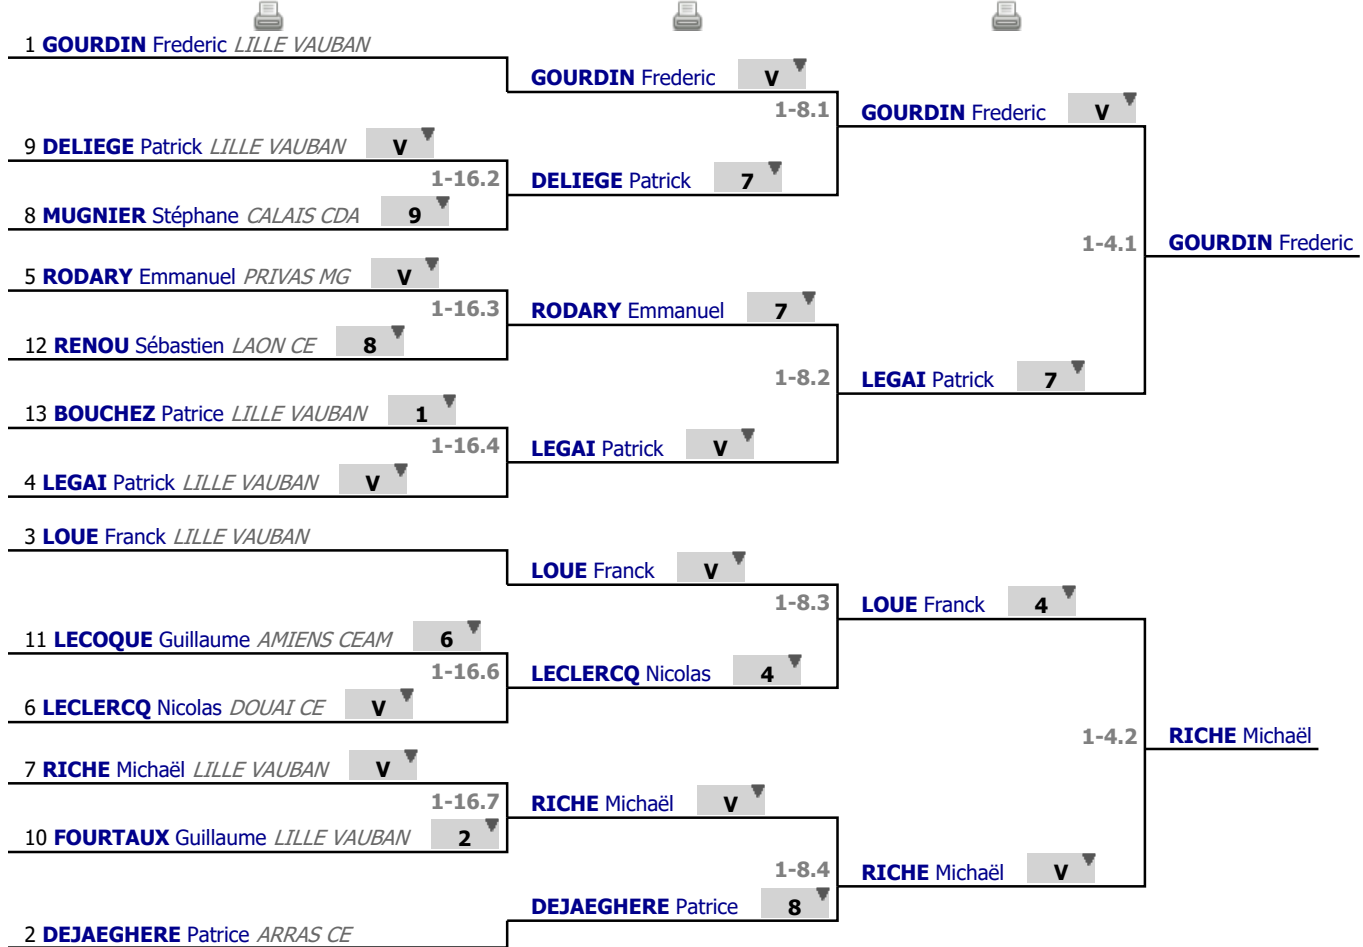 1 GOURDIN Frederic LILLE VAUBAN
GOURDIN Frederic V
1-8.1
GOURDIN Frederic V
9 DELIEGE Patrick LILLE VAUBAN V
1-16.2
DELIEGE Patrick 7
8 MUGNIER Stéphane CALAIS CDA 9
1-4.1
GOURDIN Frederic
5 RODARY Emmanuel PRIVAS MG V
1-16.3
RODARY Emmanuel 7
12 RENOU Sébastien LAON CE 8
1-8.2
LEGAI Patrick 7
13 BOUCHEZ Patrice LILLE VAUBAN 1
1-16.4
LEGAI Patrick V
4 LEGAI Patrick LILLE VAUBAN V
3 LOUE Franck LILLE VAUBAN
LOUE Franck V
1-8.3
LOUE Franck 4
11 LECOQUE Guillaume AMIENS CEAM 6
1-16.6
LECLERCQ Nicolas 4
6 LECLERCQ Nicolas DOUAI CE V
1-4.2
RICHE Michaël
7 RICHE Michaël LILLE VAUBAN V
1-16.7
RICHE Michaël V
10 FOURTAUX Guillaume LILLE VAUBAN 2
1-8.4
RICHE Michaël V
DEJAEGHERE Patrice 8
2 DEJAEGHERE Patrice ARRAS CE